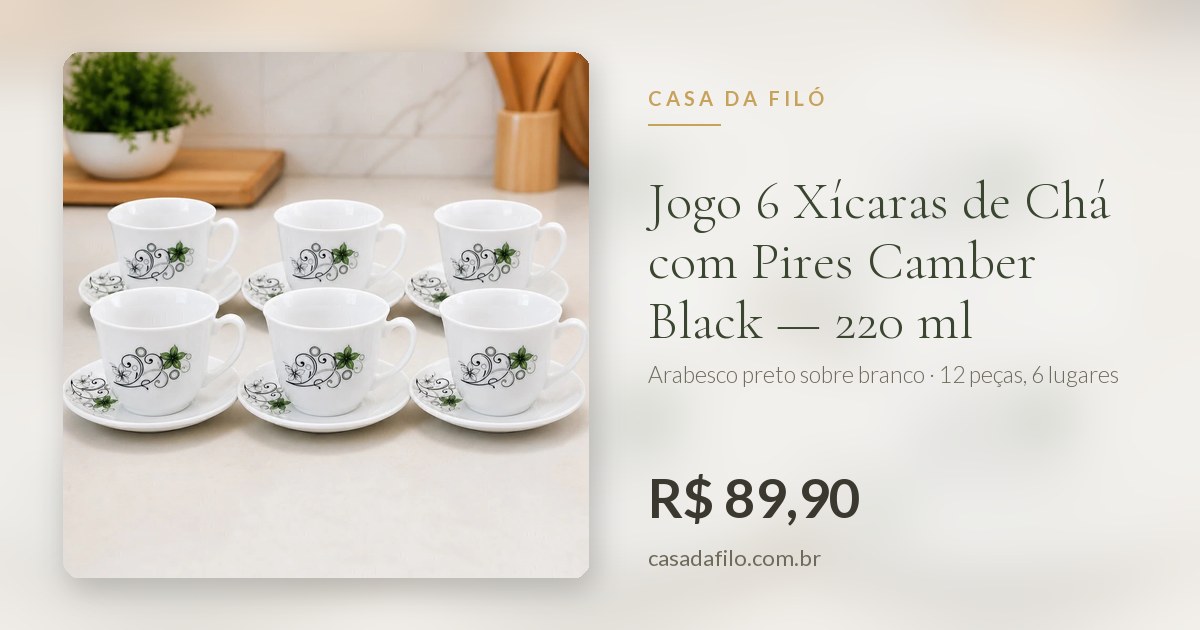 CASA DA FILÓ
Jogo 6 Xícaras de Chá
com Pires Camber
Black — 220 ml
Arabesco preto sobre branco · 12 peças, 6 lugares
R$ 89,90
casadafilo.com.br